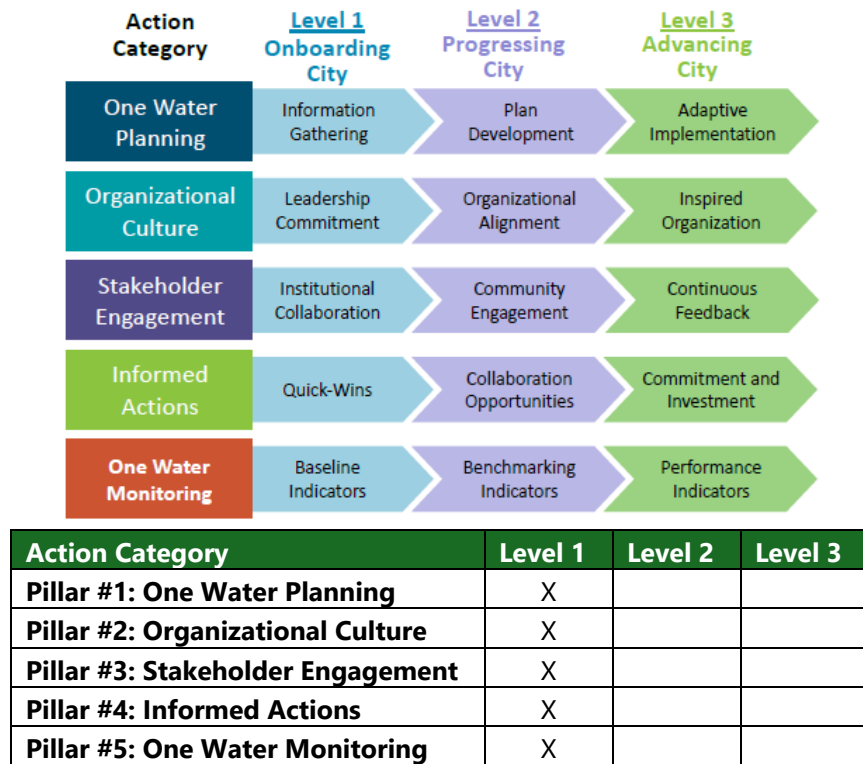 Action
Category
Level 1
Onboarding
City
Level 2
Progressing
City
Level 3
Advancing
City
One Water
Planning
Information
Gathering
Plan
Development
Adaptive
Implementation
Organizational
Culture
Leadership
Commitment
Organizational
Alignment
Inspired
Organization
Stakeholder
Engagement
Institutional
Collaboration
Community
Engagement
Continuous
Feedback
Informed
Actions
Quick-Wins
Collaboration
Opportunities
Commitment and
Investment
One Water
Monitoring
Baseline
Indicators
Benchmarking
Indicators
Performance
Indicators
Action Category Level 1 Level 2 Level 3
Pillar #1: One Water Planning X
Pillar #2: Organizational Culture X
Pillar #3: Stakeholder Engagement X
Pillar #4: Informed Actions X
Pillar #5: One Water Monitoring X